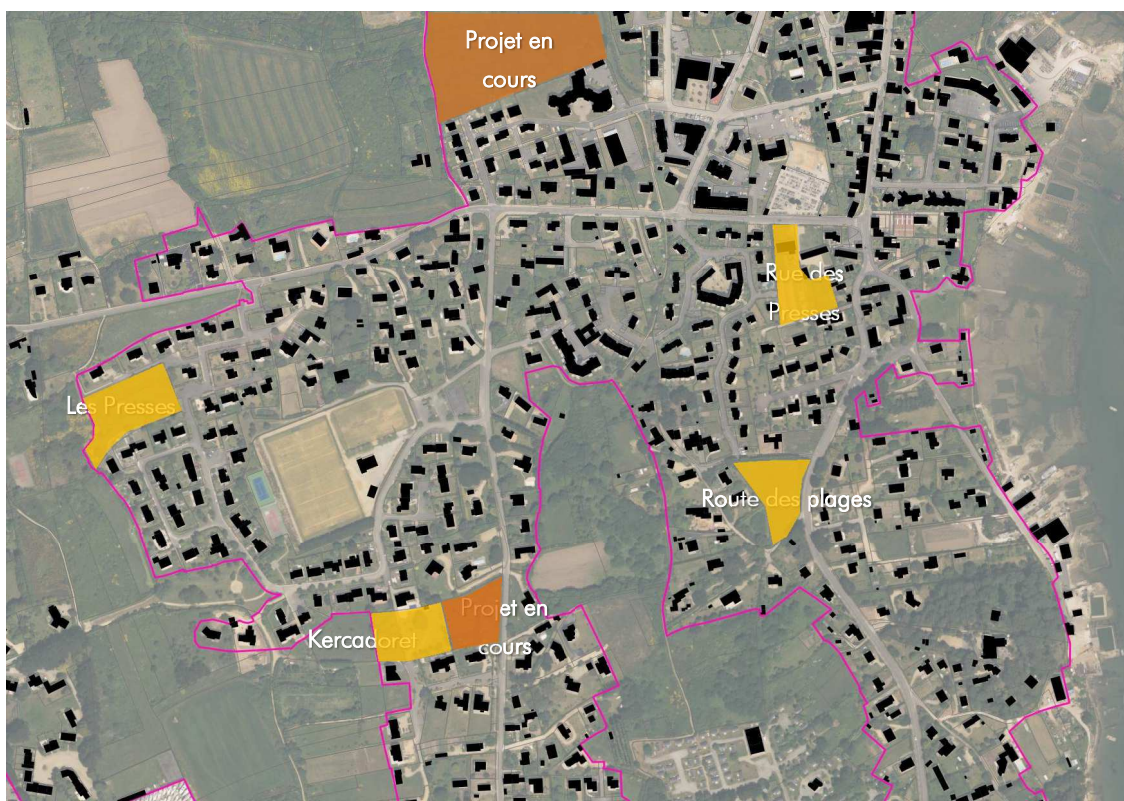 Projet en
cours
Rue des
Presses
Les Presses
Route des plages
Projet en
cours
Kercadoret